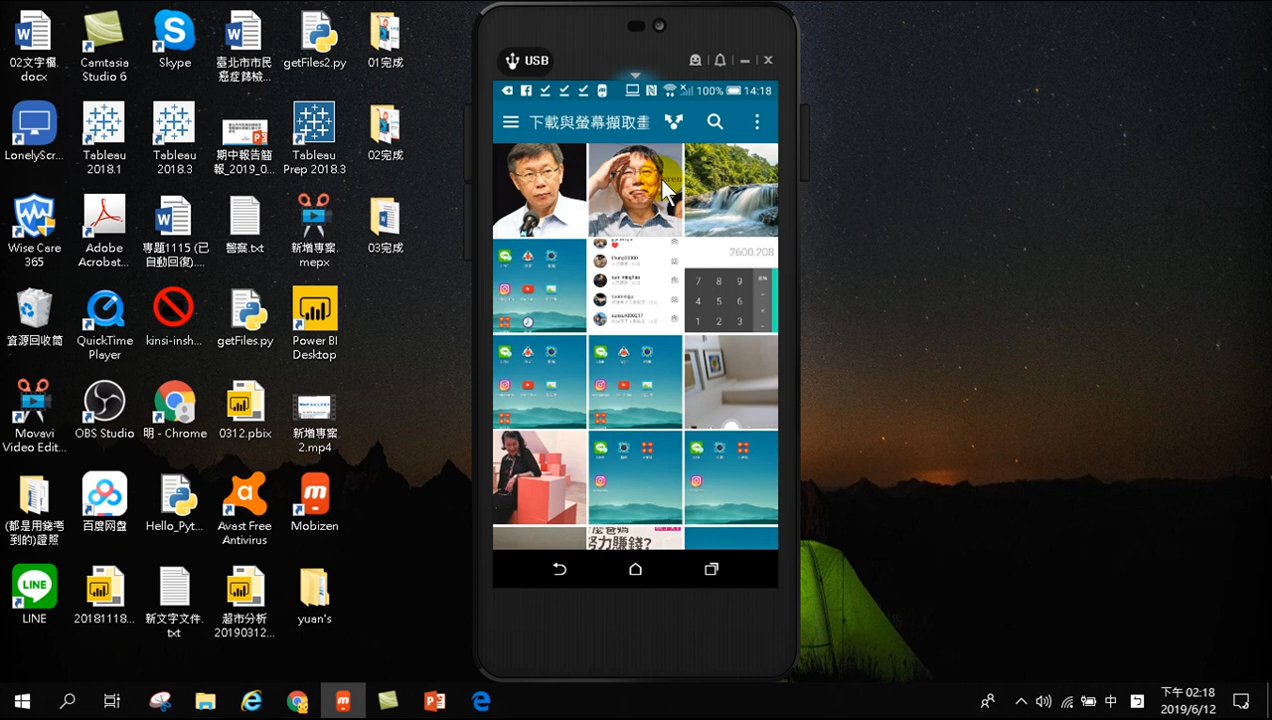 02文字檔.
docx
Camtasia
Studio 6
Skype
臺北市市民
癌症篩檢...
getFiles2.py
01完成
LonelyScr...
Tableau
2018.1
Tableau
2018.3
期中報告簡
報_2019_0...
Tableau
Prep 2018.3
02完成
Wise Care
365
Adobe
Acrobat...
專題1115 (已
自動回復)....
警察.txt
新增專案.
mepx
03完成
資源回收筒
QuickTime
Player
kinsi-insh...
getFiles.py
Power BI
Desktop
Movavi
Video Edit...
OBS Studio
明 - Chrome
0312.pbix
新增專案
2.mp4
(都是用錢考
到的)證照
百度网盘
Hello_Pyt...
Avast Free
Antivirus
Mobizen
LINE
LINE
20181118...
新文字文件.
txt
超市分析
20190312...
yuan's
USB
100%
14:18
下載與螢幕擷取畫
2600.208
7 8 9
4 5 6
1 2 3
努力賺錢?
中
下午 02:18
2019/6/12